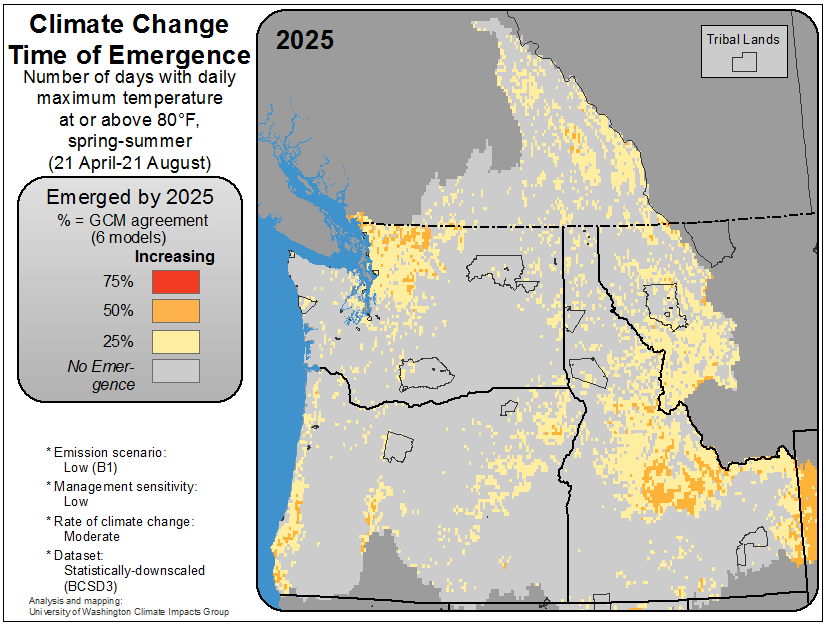 Climate Change
Time of Emergence
Number of days with daily
maximum temperature
at or above 80°F,
spring-summer
(21 April-21 August)
Emerged by 2025
% = GCM agreement
(6 models)
Increasing
75%
50%
25%
No Emer-
gence
* Emission scenario:
Low (B1)
* Management sensitivity:
Low
* Rate of climate change:
Moderate
* Dataset:
Statistically-downscaled
(BCSD3)
Analysis and mapping:
University of Washington Climate Impacts Group
2025
Tribal Lands